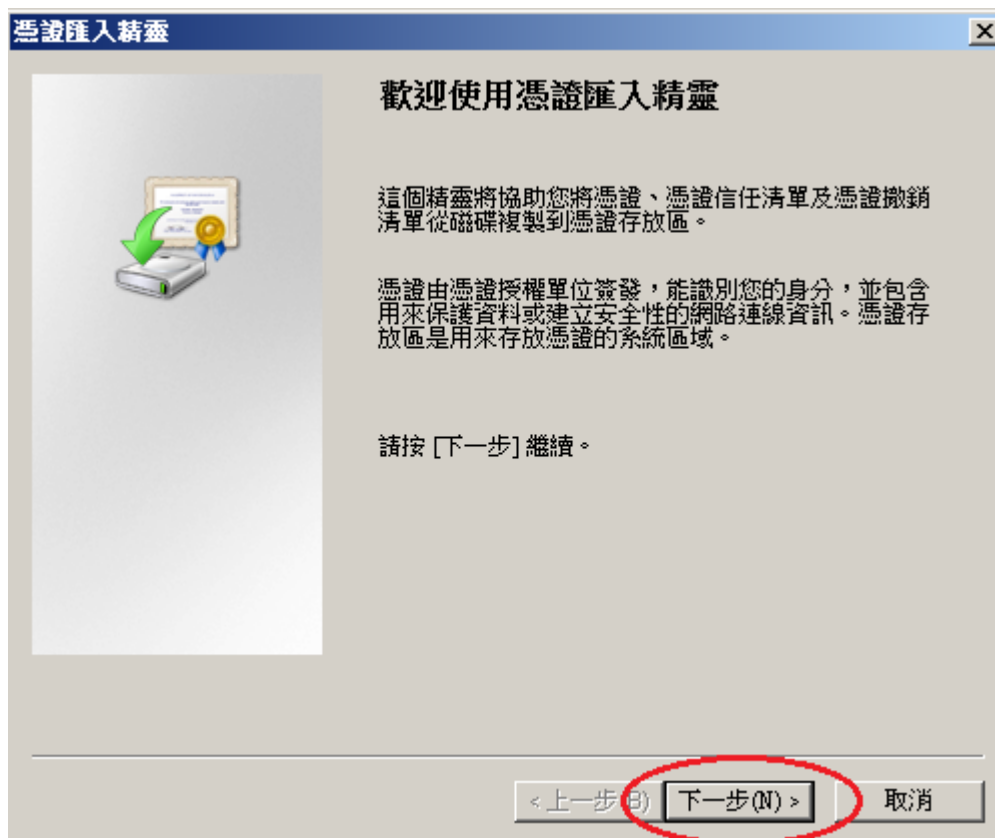 憑證匯入精靈
歡迎使用憑證匯入精靈
這個精靈將協助您將憑證、憑證信任清單及憑證撤銷
清單從磁碟複製到憑證存放區。
憑證由憑證授權單位簽發，能識別您的身分，並包含
用來保護資料或建立安全性的網路連線資訊。憑證存
放區是用來存放憑證的系統區域。
請按 [下一步] 繼續。
< 上一步(B) 下一步(N) > 取消